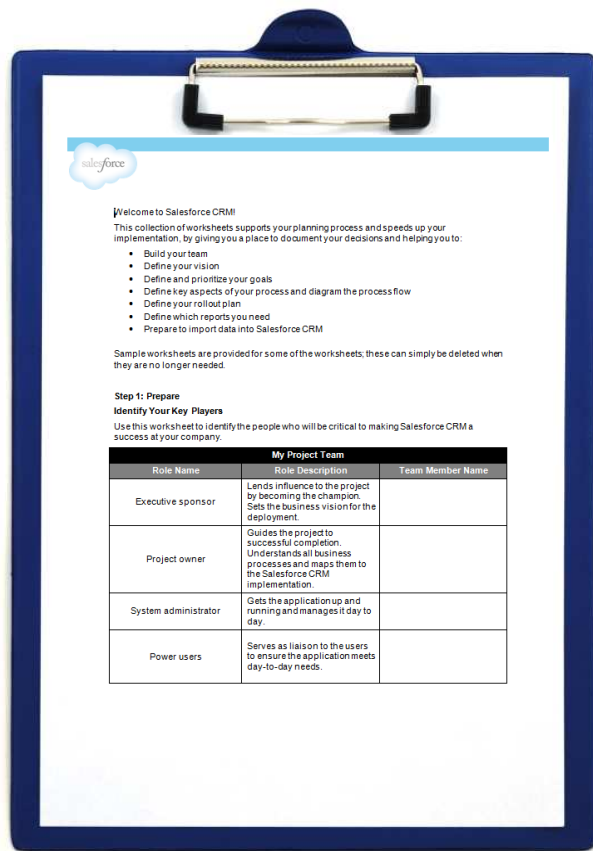 salesforce
Welcome to Salesforce CRM!
This collection of worksheets supports your planning process and speeds up your
implementation, by giving you a place to document your decisions and helping you to:
• Build your team
• Define your vision
• Define and prioritize your goals
• Define key aspects of your process and diagram the process flow
• Define your rollout plan
• Define which reports you need
• Prepare to import data into Salesforce CRM
Sample worksheets are provided for some of the worksheets; these can simply be deleted when
they are no longer needed.
Step 1: Prepare
Identify Your Key Players
Use this worksheet to identify the people who will be critical to making Salesforce CRM a
success at your company.
My Project Team
Role Name Role Description Team Member Name
Executive sponsor
Lends influence to the project
by becoming the champion.
Sets the business vision for the
deployment.
Project owner
Guides the project to
successful completion.
Understands all business
processes and maps them to
the Salesforce CRM
implementation.
System administrator
Gets the application up and
running and manages it day to
day.
Power users
Serves as liaison to the users
to ensure the application meets
day-to-day needs.